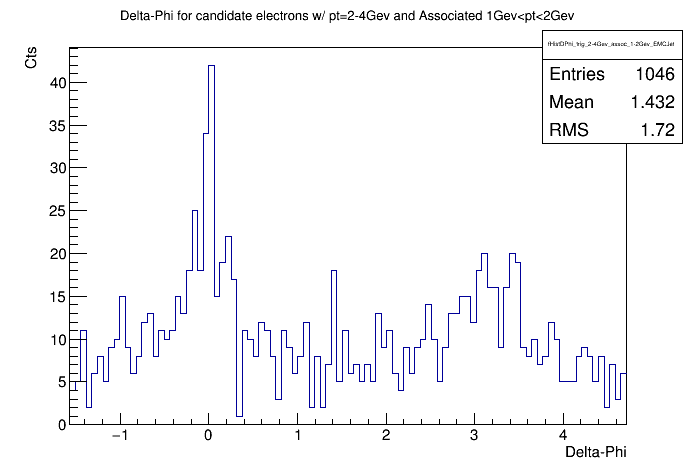 Delta-Phi for candidate electrons w/ pt=2-4Gev and Associated 1Gev<pt<2Gev
fHistDPhi_trig_2-4Gev_assoc_1-2Gev_EMCJet
Entries 1046
Mean 1.432
RMS 1.72
Cts
40
35
30
25
20
15
10
5
0
−1 0 1 2 3 4
Delta-Phi